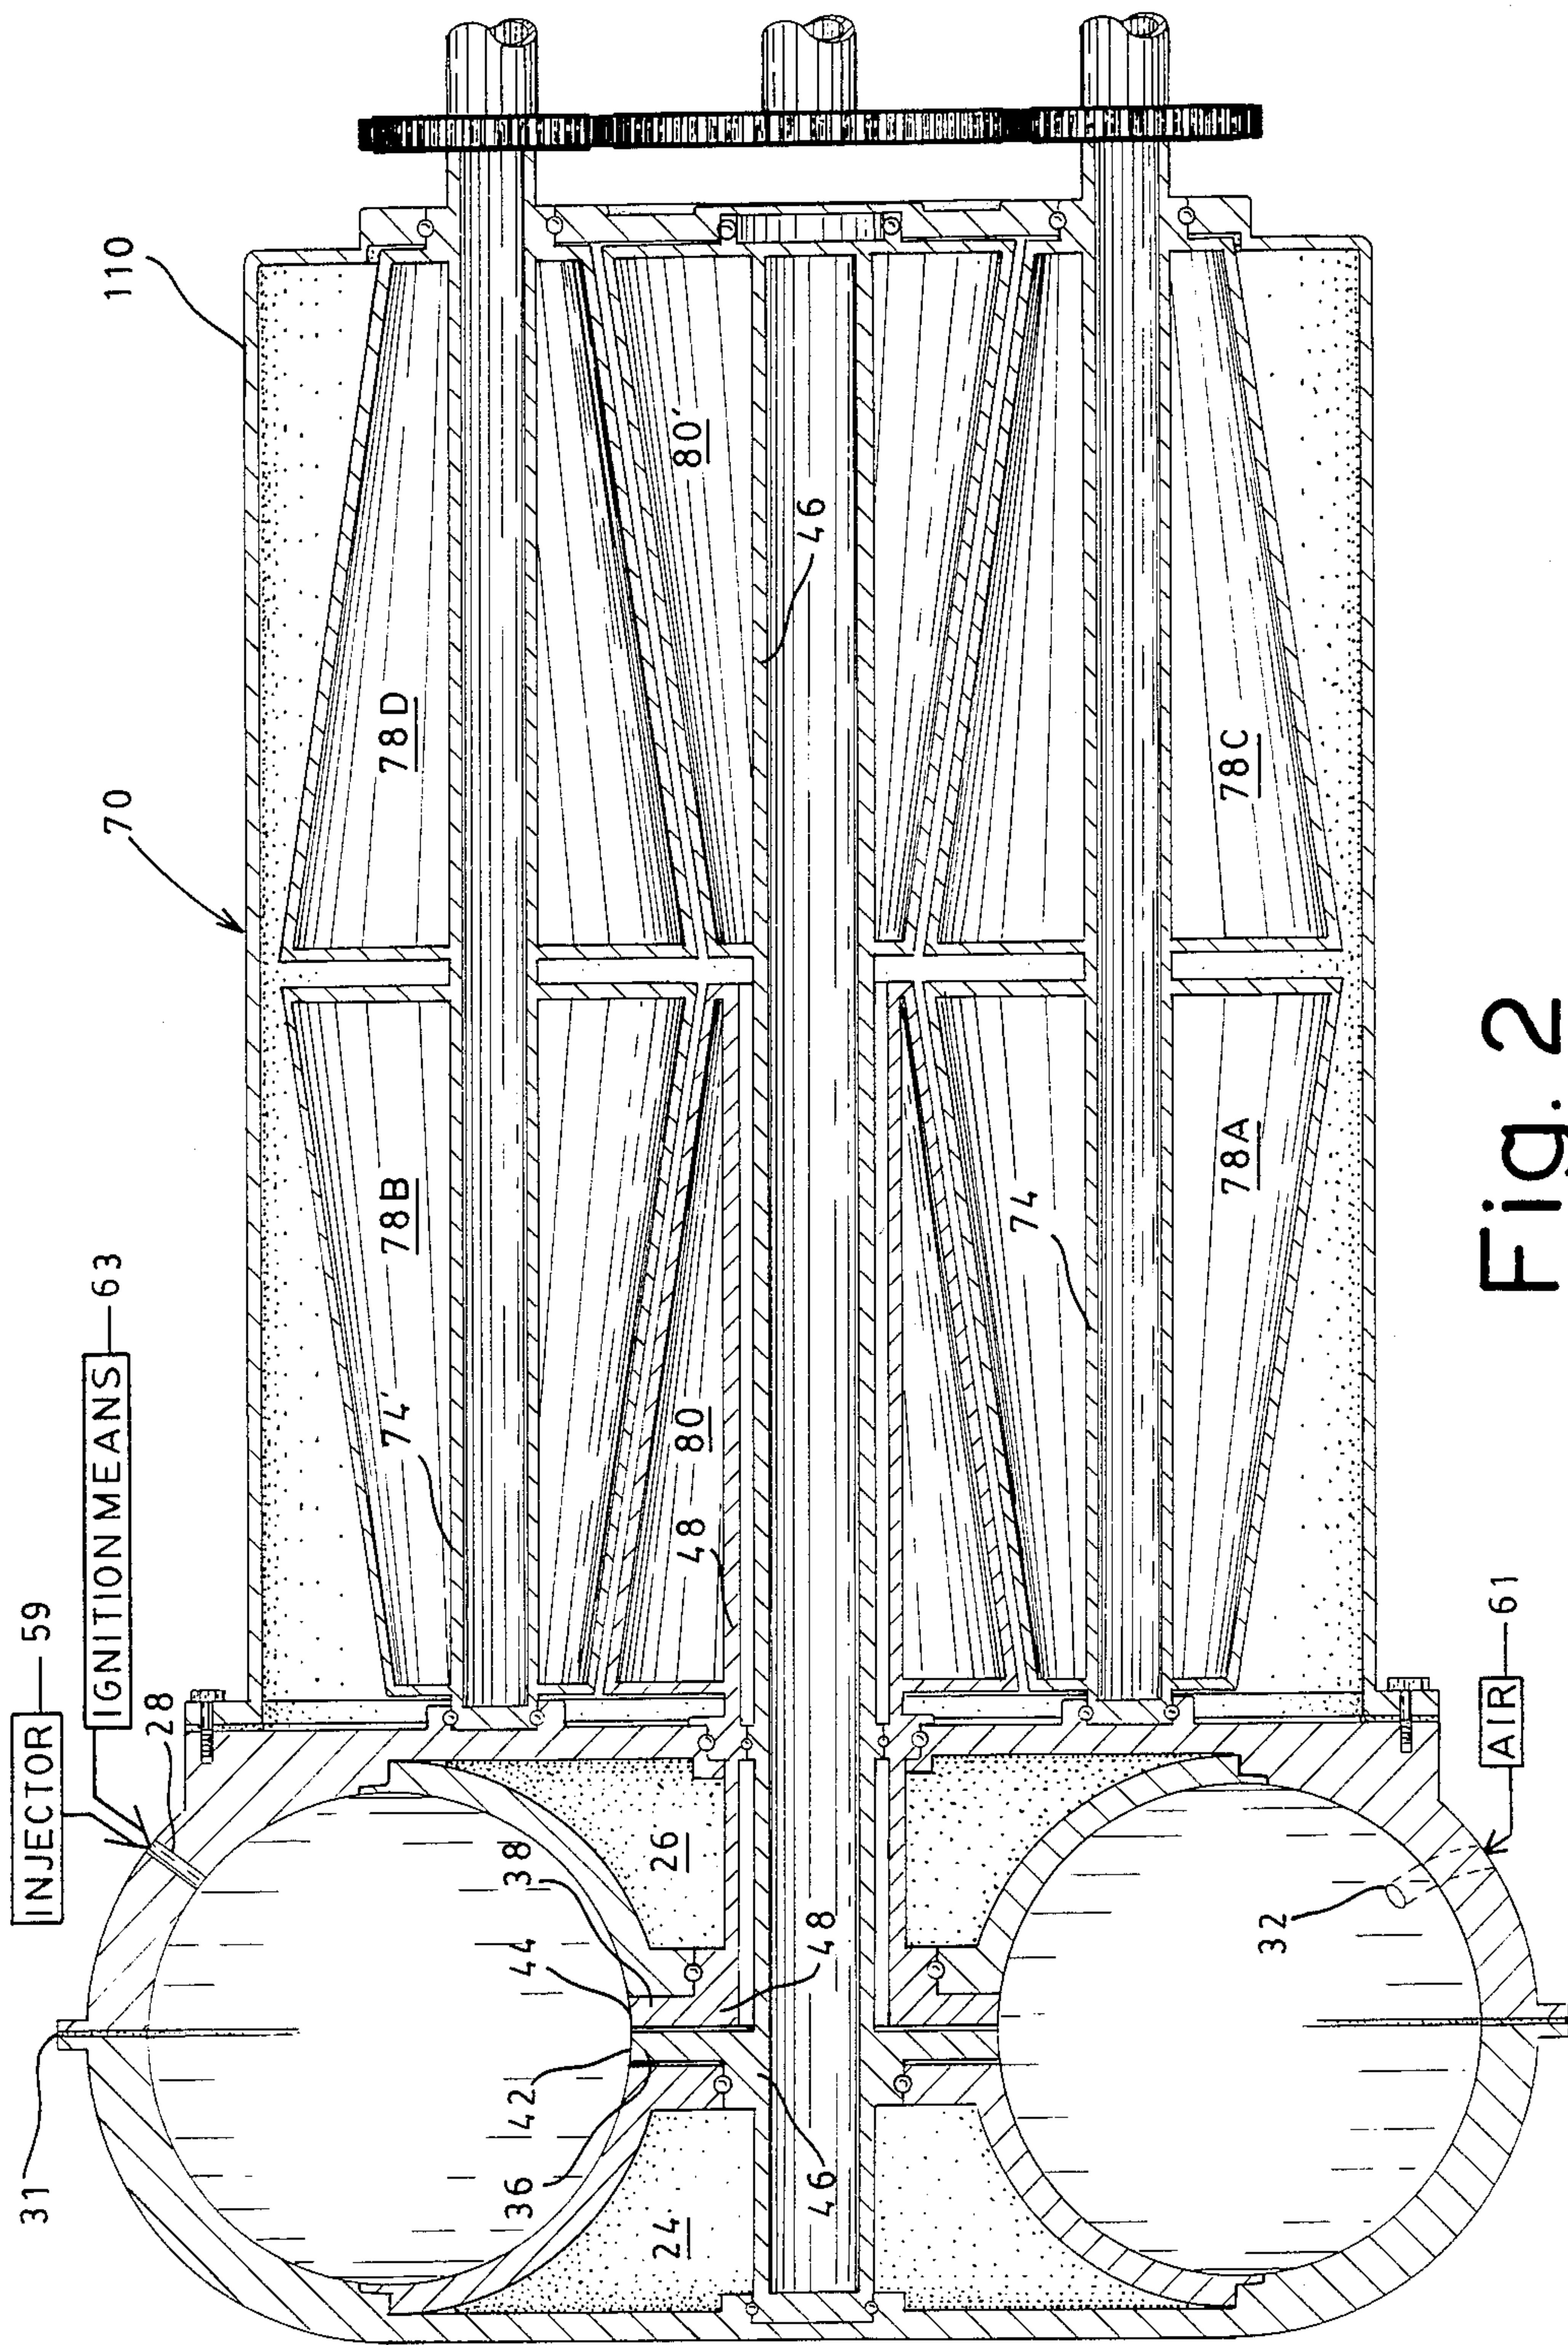 INJECTOR 59
IGNITION MEANS 63
31
28
70
110
74'
78B
78D
42
44
36
38
24
26
48
80
80'
46
46
48
74
32
78A
78C
AIR 61
Fig. 2